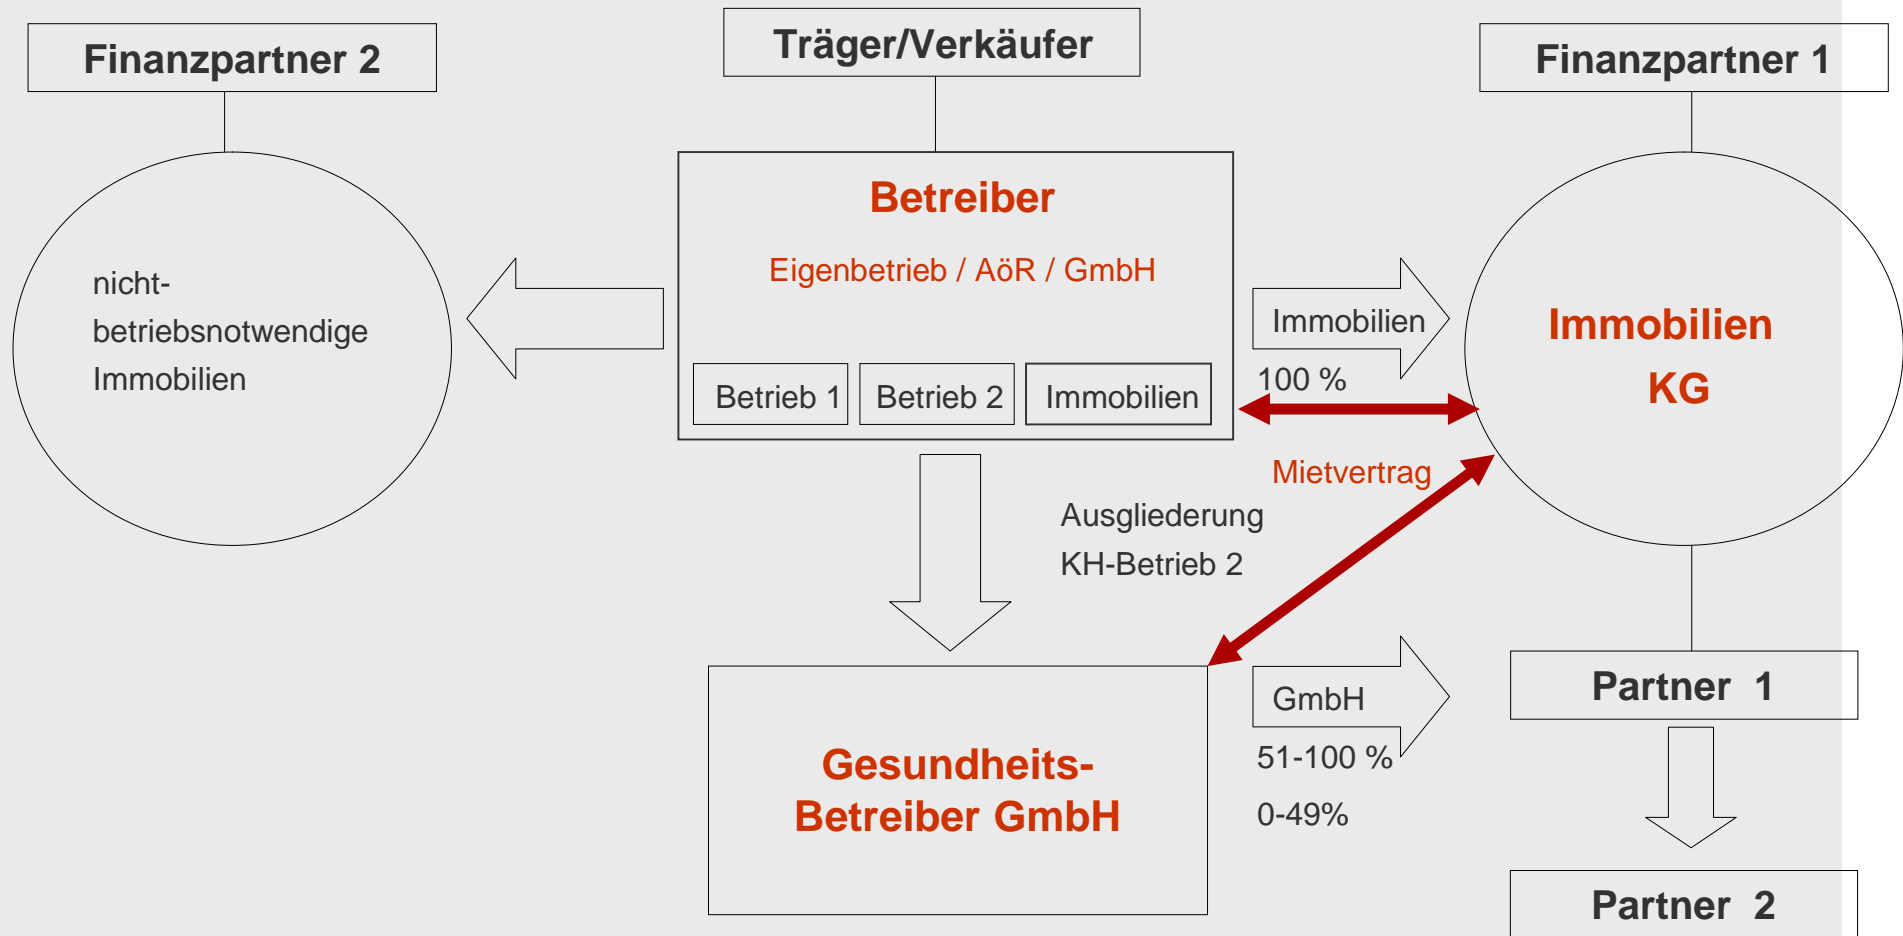 Finanzpartner 2
Träger/Verkäufer
Finanzpartner 1
nicht-
betriebsnotwendige
Immobilien
Betreiber
Eigenbetrieb / AöR / GmbH
Betrieb 1
Betrieb 2
Immobilien
Immobilien
100 %
Immobilien
KG
Mietvertrag
Ausgliederung
KH-Betrieb 2
Gesundheits-
Betreiber GmbH
GmbH
51-100 %
0-49%
Partner 1
Partner 2